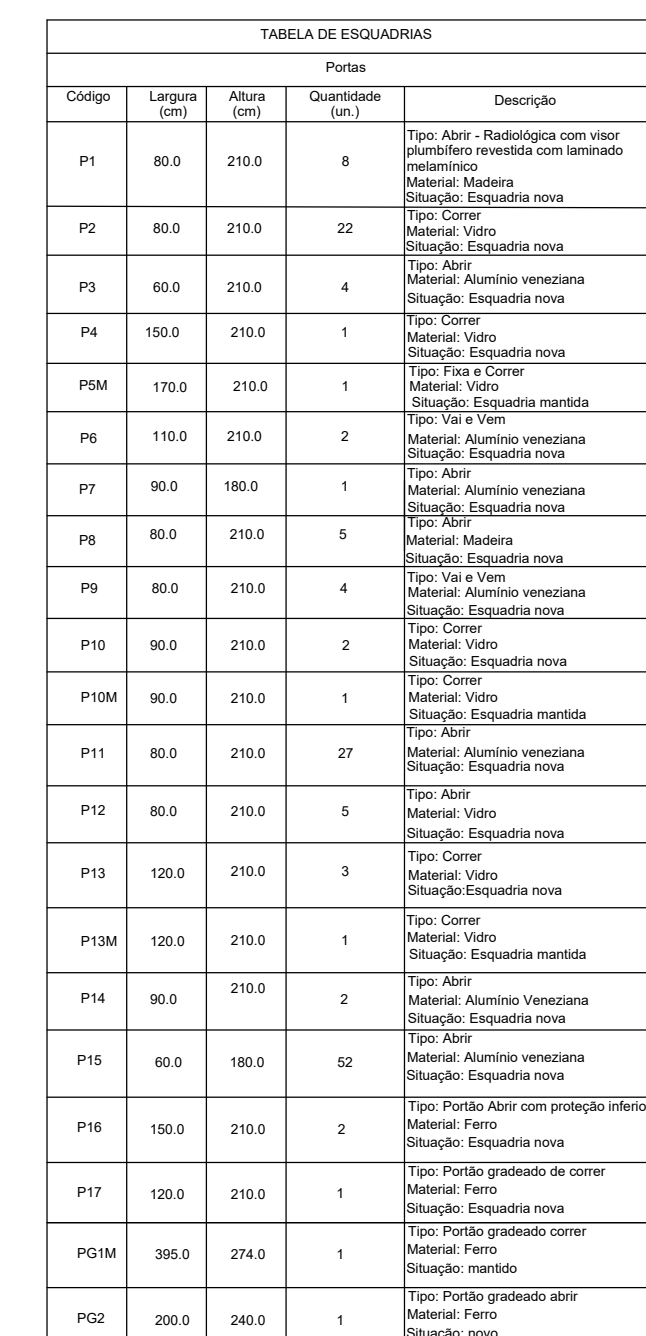 TABELA DE ESQUADRIAS
Portas
Código Largura (cm) Altura (cm) Quantidade (un.) Descrição
P1 80.0 210.0 8
Tipo: Abrir - Radiológica com visor
plumbífero revestida com laminado
melamínico
Material: Madeira
Situação: Esquadria nova
P2 80.0 210.0 22
Tipo: Correr
Material: Vidro
Situação: Esquadria nova
P3 60.0 210.0 4
Tipo: Abrir
Material: Alumínio veneziana
Situação: Esquadria nova
P4 150.0 210.0 1
Tipo: Correr
Material: Vidro
Situação: Esquadria nova
P5M 170.0 210.0 1
Tipo: Fixa e Correr
Material: Vidro
Situação: Esquadria mantida
P6 110.0 210.0 2
Tipo: Vai e Vem
Material: Alumínio veneziana
Situação: Esquadria nova
P7 90.0 180.0 1
Tipo: Abrir
Material: Alumínio veneziana
Situação: Esquadria nova
P8 80.0 210.0 5
Tipo: Abrir
Material: Madeira
Situação: Esquadria nova
P9 80.0 210.0 4
Tipo: Vai e Vem
Material: Alumínio veneziana
Situação: Esquadria nova
P10 90.0 210.0 2
Tipo: Correr
Material: Vidro
Situação: Esquadria nova
P10M 90.0 210.0 1
Tipo: Correr
Material: Vidro
Situação: Esquadria mantida
P11 80.0 210.0 27
Tipo: Abrir
Material: Alumínio veneziana
Situação: Esquadria nova
P12 80.0 210.0 5
Tipo: Abrir
Material: Vidro
Situação: Esquadria nova
P13 120.0 210.0 3
Tipo: Correr
Material: Vidro
Situação:Esquadria nova
P13M 120.0 210.0 1
Tipo: Correr
Material: Vidro
Situação: Esquadria mantida
P14 90.0 210.0 2
Tipo: Abrir
Material: Alumínio Veneziana
Situação: Esquadria nova
P15 60.0 180.0 52
Tipo: Abrir
Material: Alumínio veneziana
Situação: Esquadria nova
P16 150.0 210.0 2
Tipo: Portão Abrir com proteção inferio
Material: Ferro
Situação: Esquadria nova
P17 120.0 210.0 1
Tipo: Portão gradeado de correr
Material: Ferro
Situação: Esquadria nova
PG1M 395.0 274.0 1
Tipo: Portão gradeado correr
Material: Ferro
Situação: mantido
PG2 200.0 240.0 1
Tipo: Portão gradeado abrir
Material: Ferro
Situação: novo